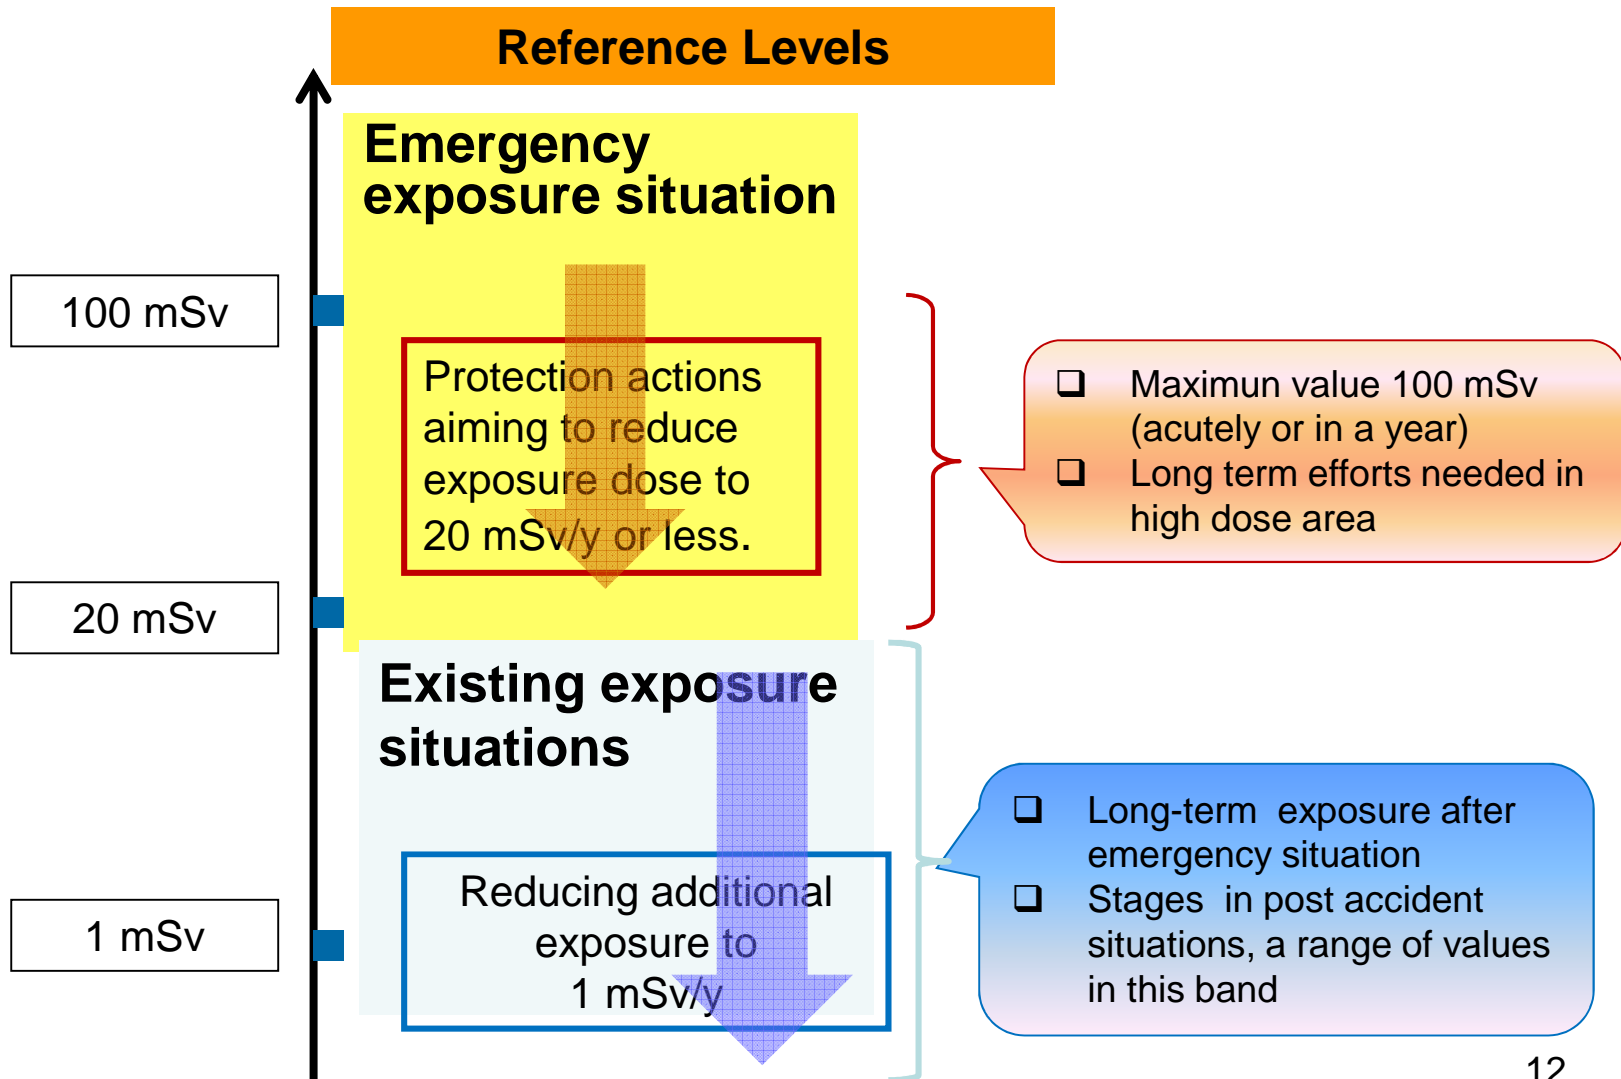 Reference Levels
Emergency
exposure situation
100 mSv
Protection actions
aiming to reduce
exposure dose to
20 mSv/y or less.
❑ Maximun value 100 mSv
(acutely or in a year)
❑ Long term efforts needed in
high dose area
20 mSv
Existing exposure
situations
1 mSv
Reducing additional
exposure to
1 mSv/y
❑ Long-term exposure after
emergency situation
❑ Stages in post accident
situations, a range of values
in this band
12